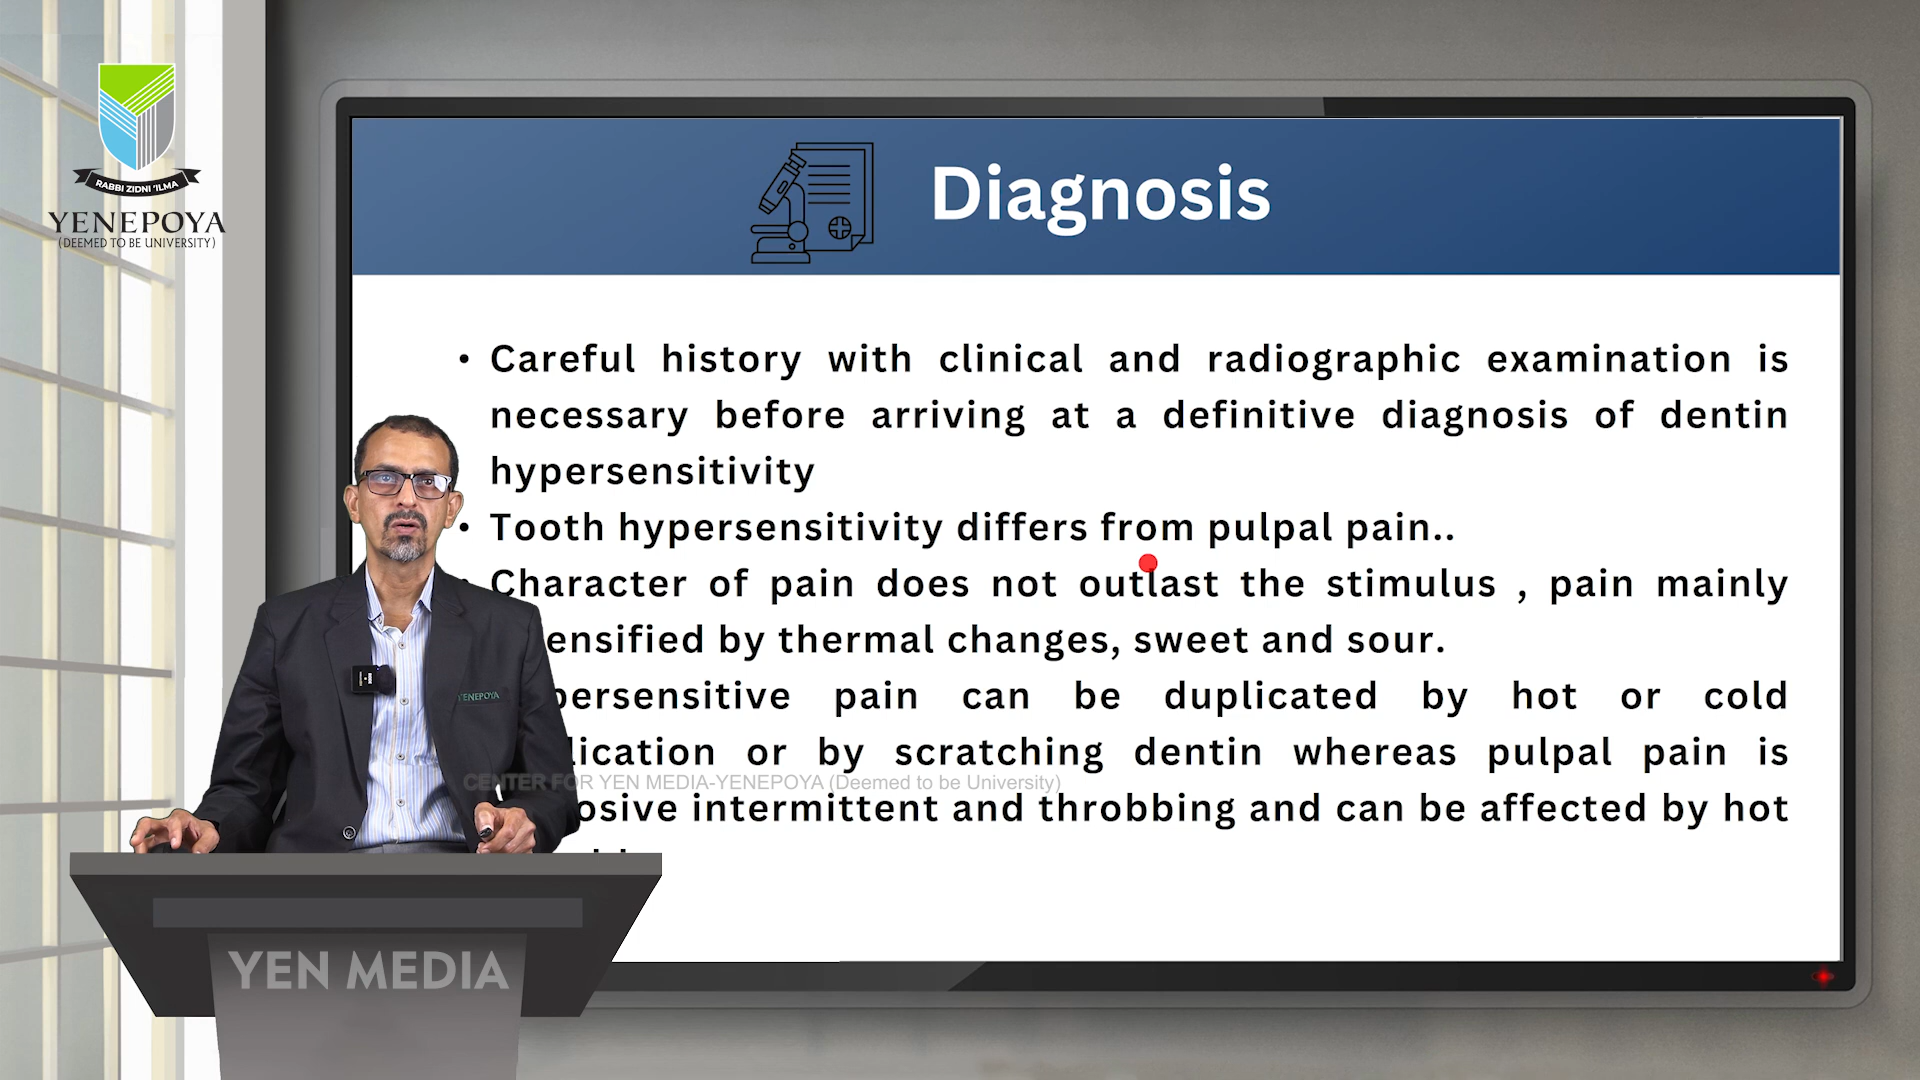 RABBI ZIDNI 'ILMA
YENEPOYA
(DEEMED TO BE UNIVERSITY)
Diagnosis
• Careful history with clinical and radiographic examination is
necessary before arriving at a definitive diagnosis of dentin
hypersensitivity
• Tooth hypersensitivity differs from pulpal pain..
Character of pain does not outlast the stimulus , pain mainly
ensified by thermal changes, sweet and sour.
persensitive pain can be duplicated by hot or cold
lication or by scratching dentin whereas pulpal pain is
osive intermittent and throbbing and can be affected by hot
CENTER FOR YEN MEDIA-YENEPOYA (Deemed to be University)
YENEPOYA
YEN MEDIA